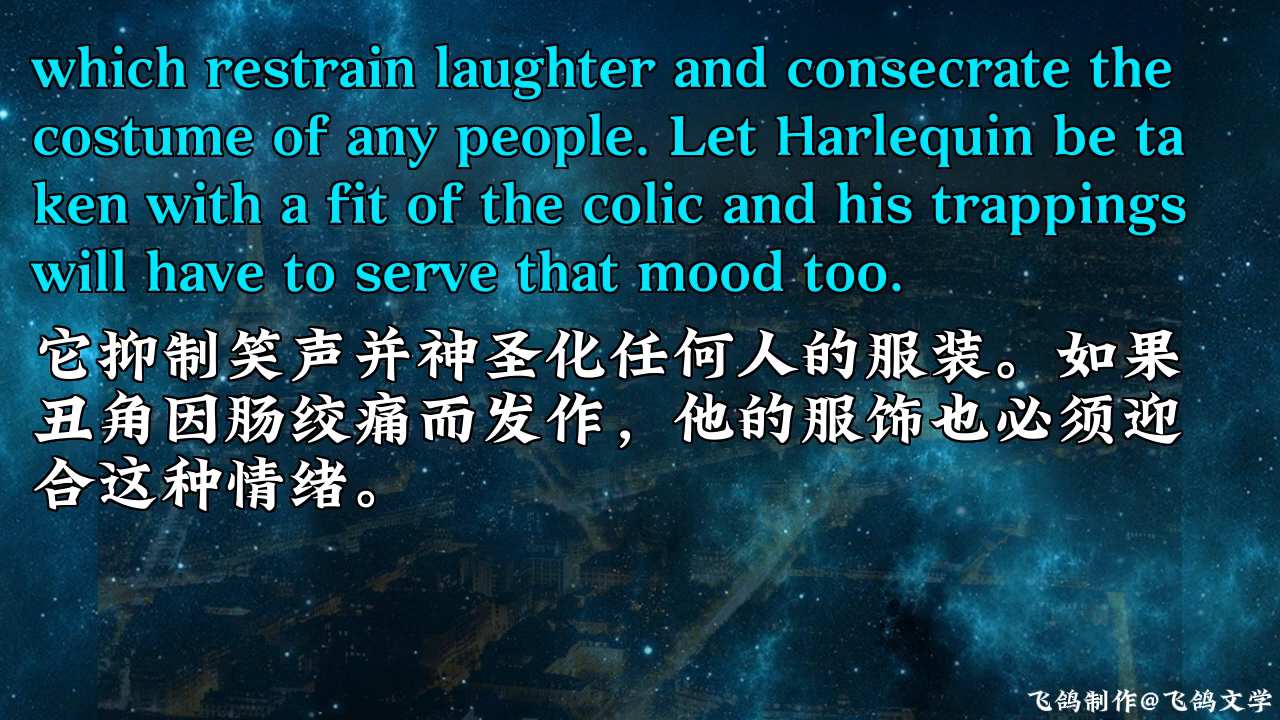 which restrain laughter and consecrate the
costume of any people. Let Harlequin be ta
ken with a fit of the colic and his trappings
will have to serve that mood too.
它抑制笑声并神圣化任何人的服装。如果
丑角因肠绞痛而发作，他的服饰也必须迎
合这种情绪。
飞鸽制作@飞鸽文学